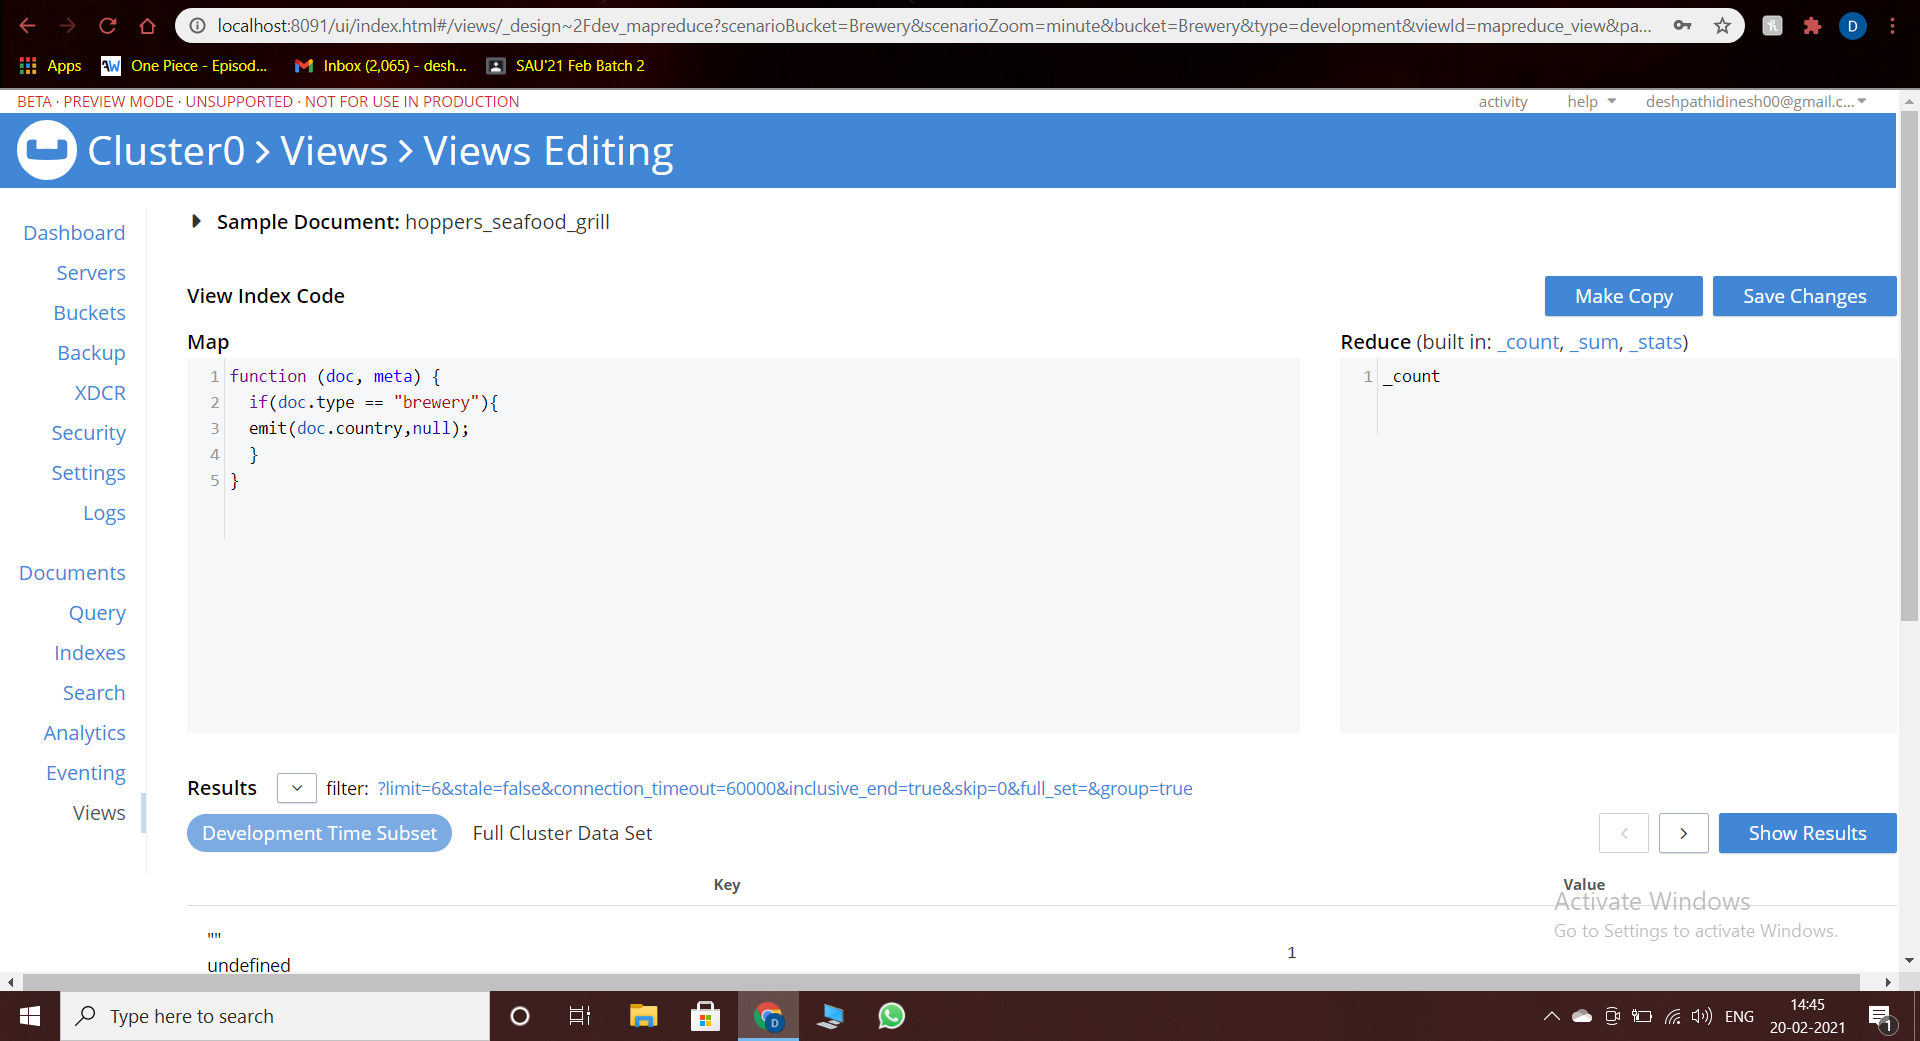 localhost:8091/ui/index.html#/views/_design~2Fdev_mapreduce?scenarioBucket=Brewery&scenarioZoom=minute&bucket=Brewery&type=development&viewId=mapreduce_view&pa...
D
Apps
One Piece - Episod...
Inbox (2,065) - desh...
SAU'21 Feb Batch 2
BETA · PREVIEW MODE · UNSUPPORTED · NOT FOR USE IN PRODUCTION
activity
help
deshpathidinesh00@gmail.c...
Cluster0 > Views > Views Editing
Dashboard
Servers
Buckets
Backup
XDCR
Security
Settings
Logs
Documents
Query
Indexes
Search
Analytics
Eventing
Views
Sample Document: hoppers_seafood_grill
View Index Code
Make Copy
Save Changes
Map
1 function (doc, meta) {
2 if(doc.type == "brewery"){
3 emit(doc.country,null);
4 }
5 }
Reduce (built in: _count, _sum, _stats)
1 _count
Results
filter: ?limit=6&stale=false&connection_timeout=60000&inclusive_end=true&skip=0&full_set=&group=true
Development Time Subset
Full Cluster Data Set
<
>
Show Results
Key
Value
Activate Windows
Go to Settings to activate Windows.
""
undefined
1
Type here to search
D
ENG
14:45
20-02-2021
1